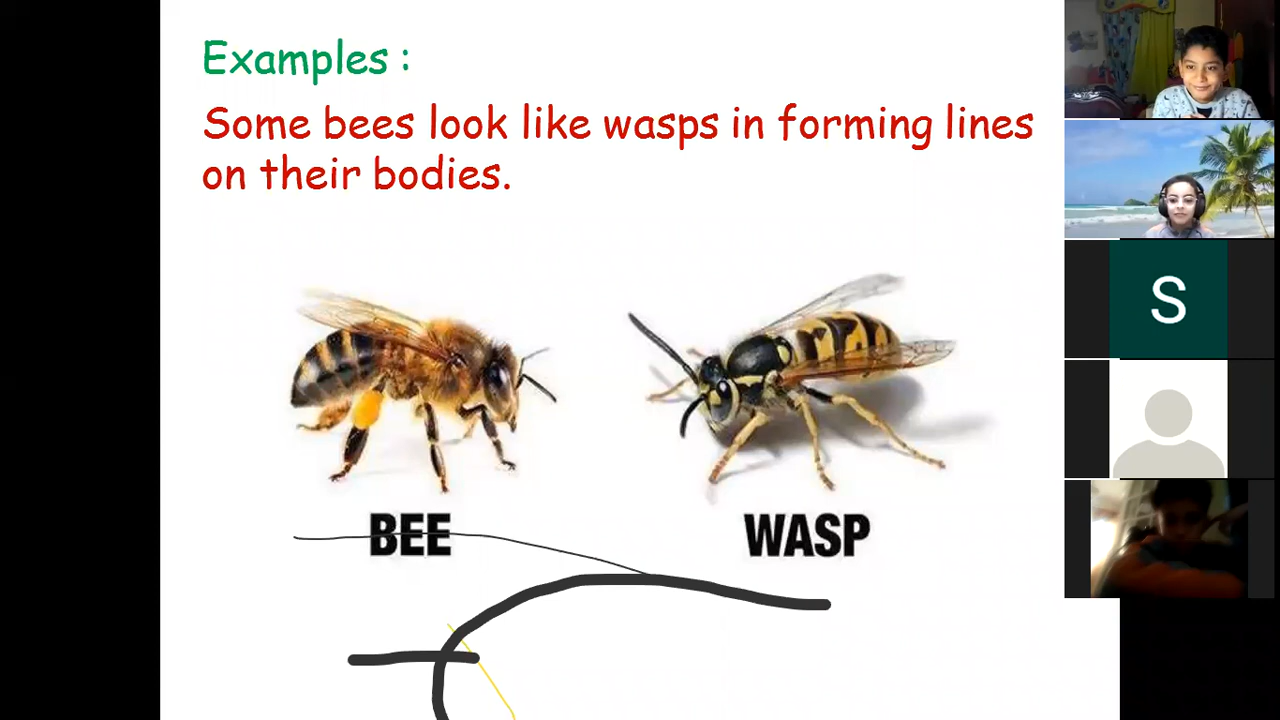 Examples :
Some bees look like wasps in forming lines
on their bodies.
BEE
WASP
S